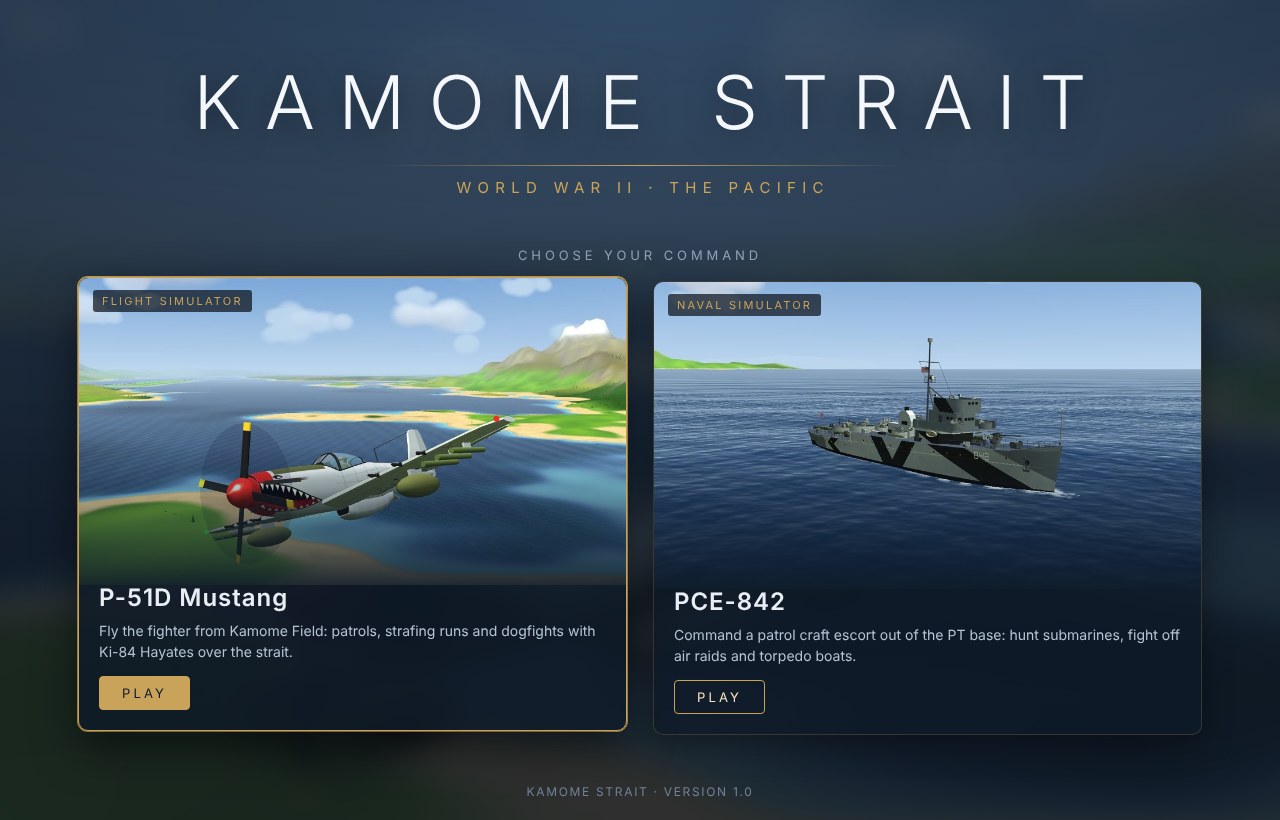 KAMOME STRAIT
WORLD WAR II · THE PACIFIC
CHOOSE YOUR COMMAND
FLIGHT SIMULATOR
P-51D Mustang
Fly the fighter from Kamome Field: patrols, strafing runs and dogfights with
Ki-84 Hayates over the strait.
PLAY
NAVAL SIMULATOR
842
PCE-842
Command a patrol craft escort out of the PT base: hunt submarines, fight off
air raids and torpedo boats.
PLAY
KAMOME STRAIT · VERSION 1.0